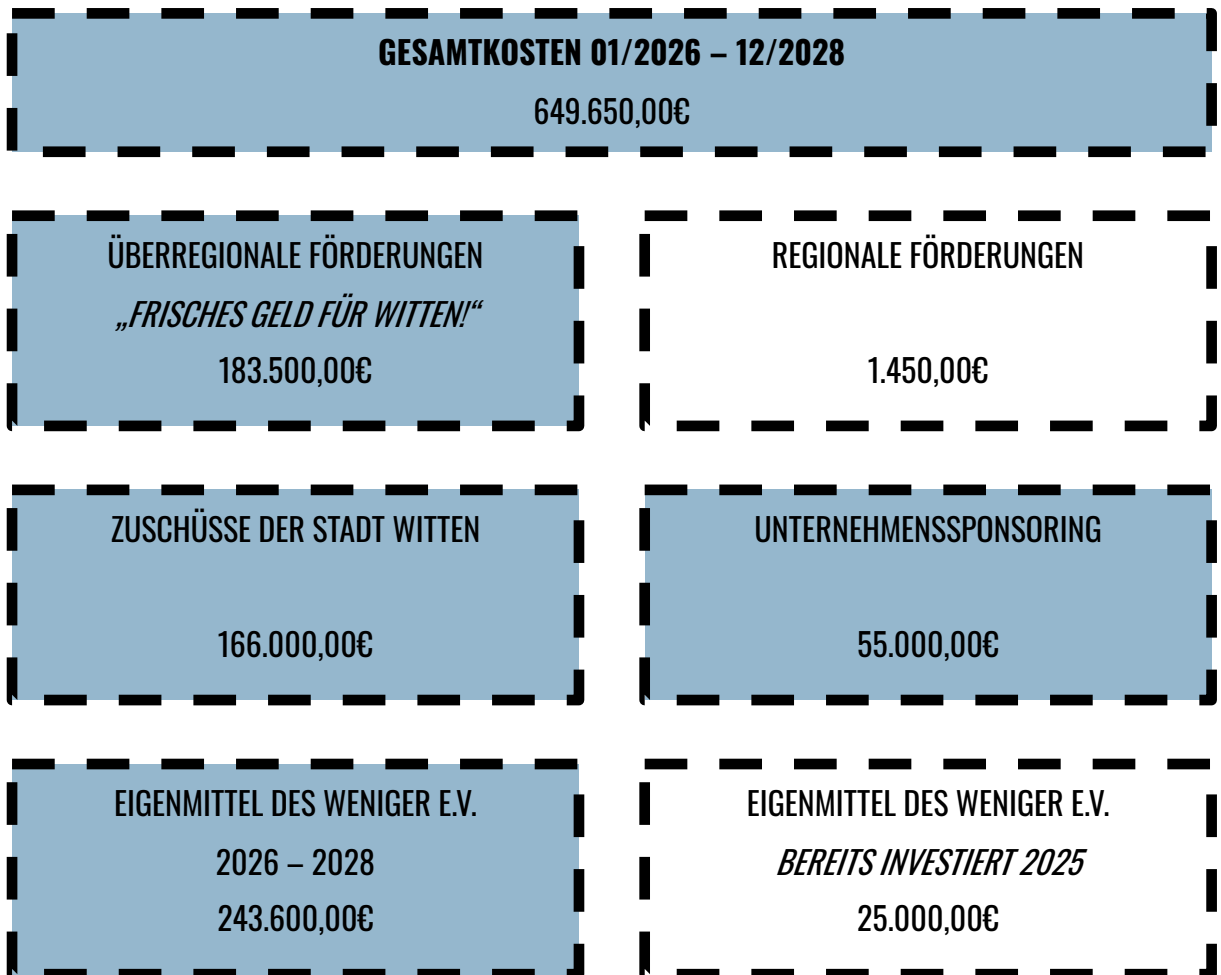 GESAMTKOSTEN 01/2026 – 12/2028
649.650,00€
ÜBERREGIONALE FÖRDERUNGEN
„FRISCHES GELD FÜR WITTEN!“
183.500,00€
REGIONALE FÖRDERUNGEN
1.450,00€
ZUSCHÜSSE DER STADT WITTEN
166.000,00€
UNTERNEHMENSSPONSORING
55.000,00€
EIGENMITTEL DES WENIGER E.V.
2026 – 2028
243.600,00€
EIGENMITTEL DES WENIGER E.V.
BEREITS INVESTIERT 2025
25.000,00€